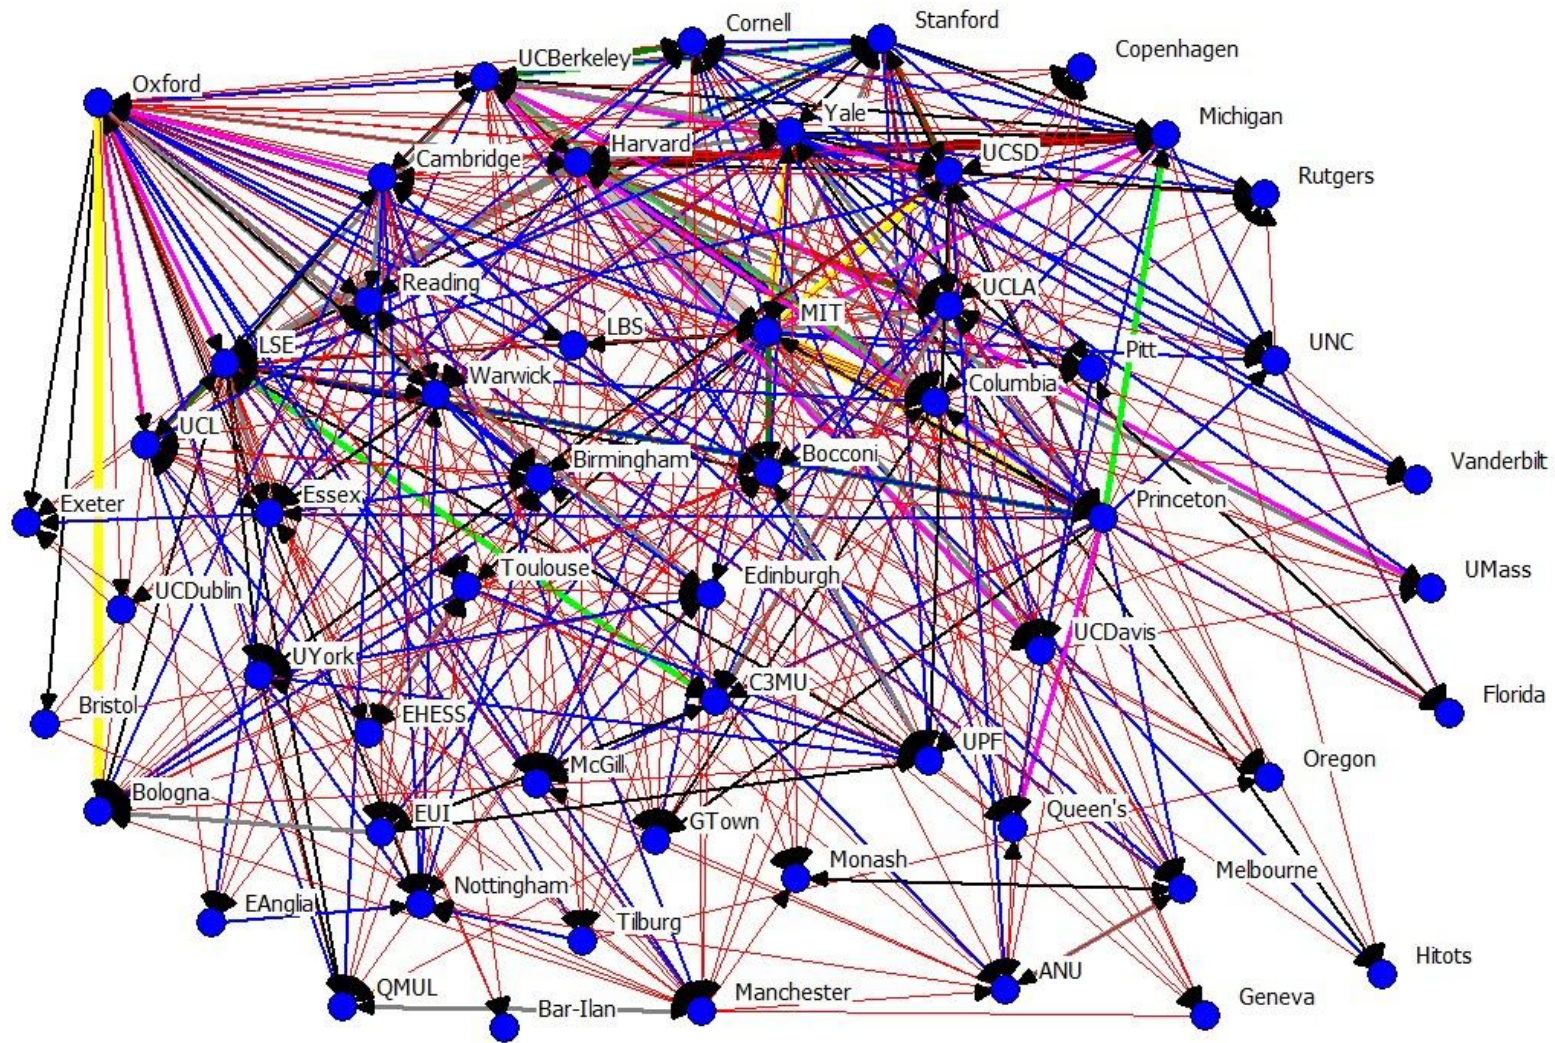 Cornell
Stanford
Copenhagen
UCBerkeley
Oxford
Michigan
Yale
Harvard
UCSD
Cambridge
Rutgers
Reading
UCLA
MIT
LBS
LSE
UNC
Pitt
Warwick
Columbia
UCL
Birmingham
Bocconi
Vanderbilt
Exeter
Essex
Princeton
Toulouse
Edinburgh
UMass
UCDublin
UCDavis
UYork
C3MU
Florida
Bristol
EHESS
UPF
McGill
Oregon
Bologna
EUI
GTown
Queen's
Monash
Melbourne
Nottingham
EAnglia
Tilburg
Hitots
ANU
QMUL
Manchester
Geneva
Bar-Ilan